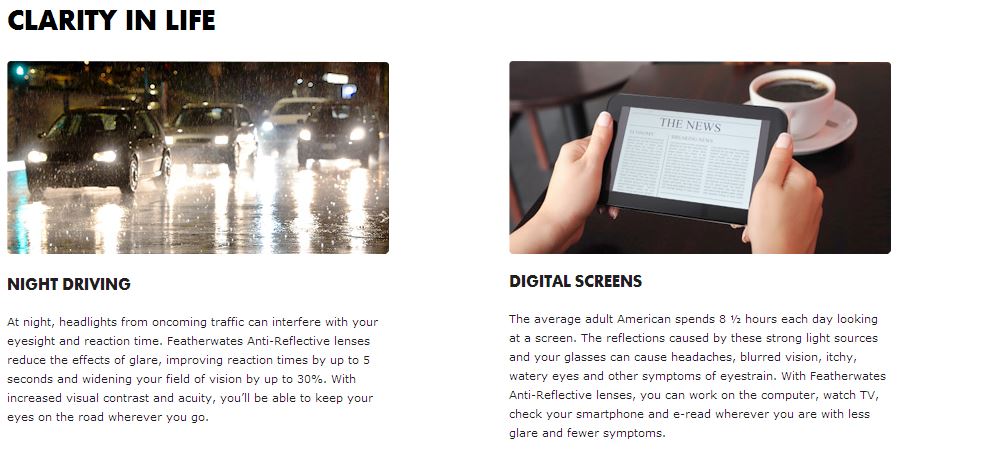 CLARITY IN LIFE
THE NEWS
ECONOMY
BREAKING NEWS
NIGHT DRIVING
At night, headlights from oncoming traffic can interfere with your
eyesight and reaction time. Featherwates Anti-Reflective lenses
reduce the effects of glare, improving reaction times by up to 5
seconds and widening your field of vision by up to 30%. With
increased visual contrast and acuity, you’ll be able to keep your
eyes on the road wherever you go.
DIGITAL SCREENS
The average adult American spends 8 ½ hours each day looking
at a screen. The reflections caused by these strong light sources
and your glasses can cause headaches, blurred vision, itchy,
watery eyes and other symptoms of eyestrain. With Featherwates
Anti-Reflective lenses, you can work on the computer, watch TV,
check your smartphone and e-read wherever you are with less
glare and fewer symptoms.